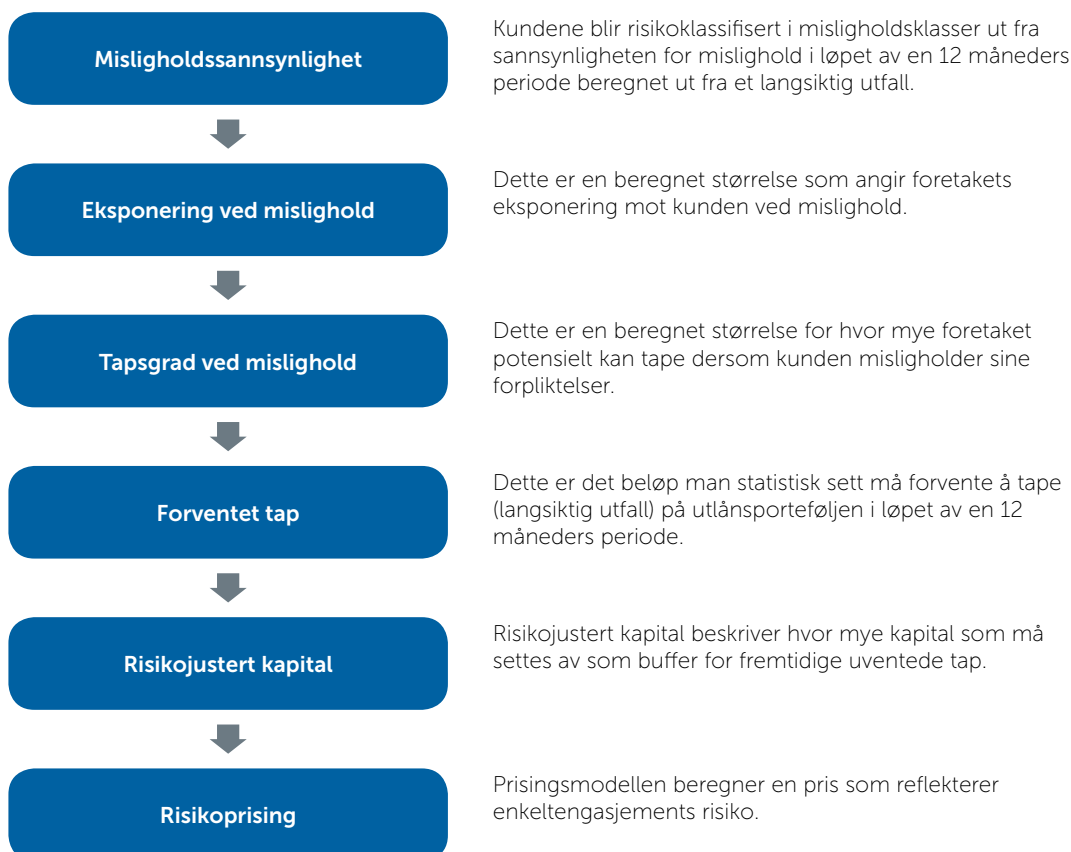 Misligholdssannsynlighet
Kundene blir risikoklassifisert i misligholdsklasser ut fra
sannsynligheten for mislighold i løpet av en 12 måneders
periode beregnet ut fra et langsiktig utfall.
Eksponering ved mislighold
Dette er en beregnet størrelse som angir foretakets
eksponering mot kunden ved mislighold.
Tapsgrad ved mislighold
Dette er en beregnet størrelse for hvor mye foretaket
potensielt kan tape dersom kunden misligholder sine
forpliktelser.
Forventet tap
Dette er det beløp man statistisk sett må forvente å tape
(langsiktig utfall) på utlånsporteføljen i løpet av en 12
måneders periode.
Risikojustert kapital
Risikojustert kapital beskriver hvor mye kapital som må
settes av som buffer for fremtidige uventede tap.
Risikoprising
Prisingsmodellen beregner en pris som reflekterer
enkeltengasjements risiko.